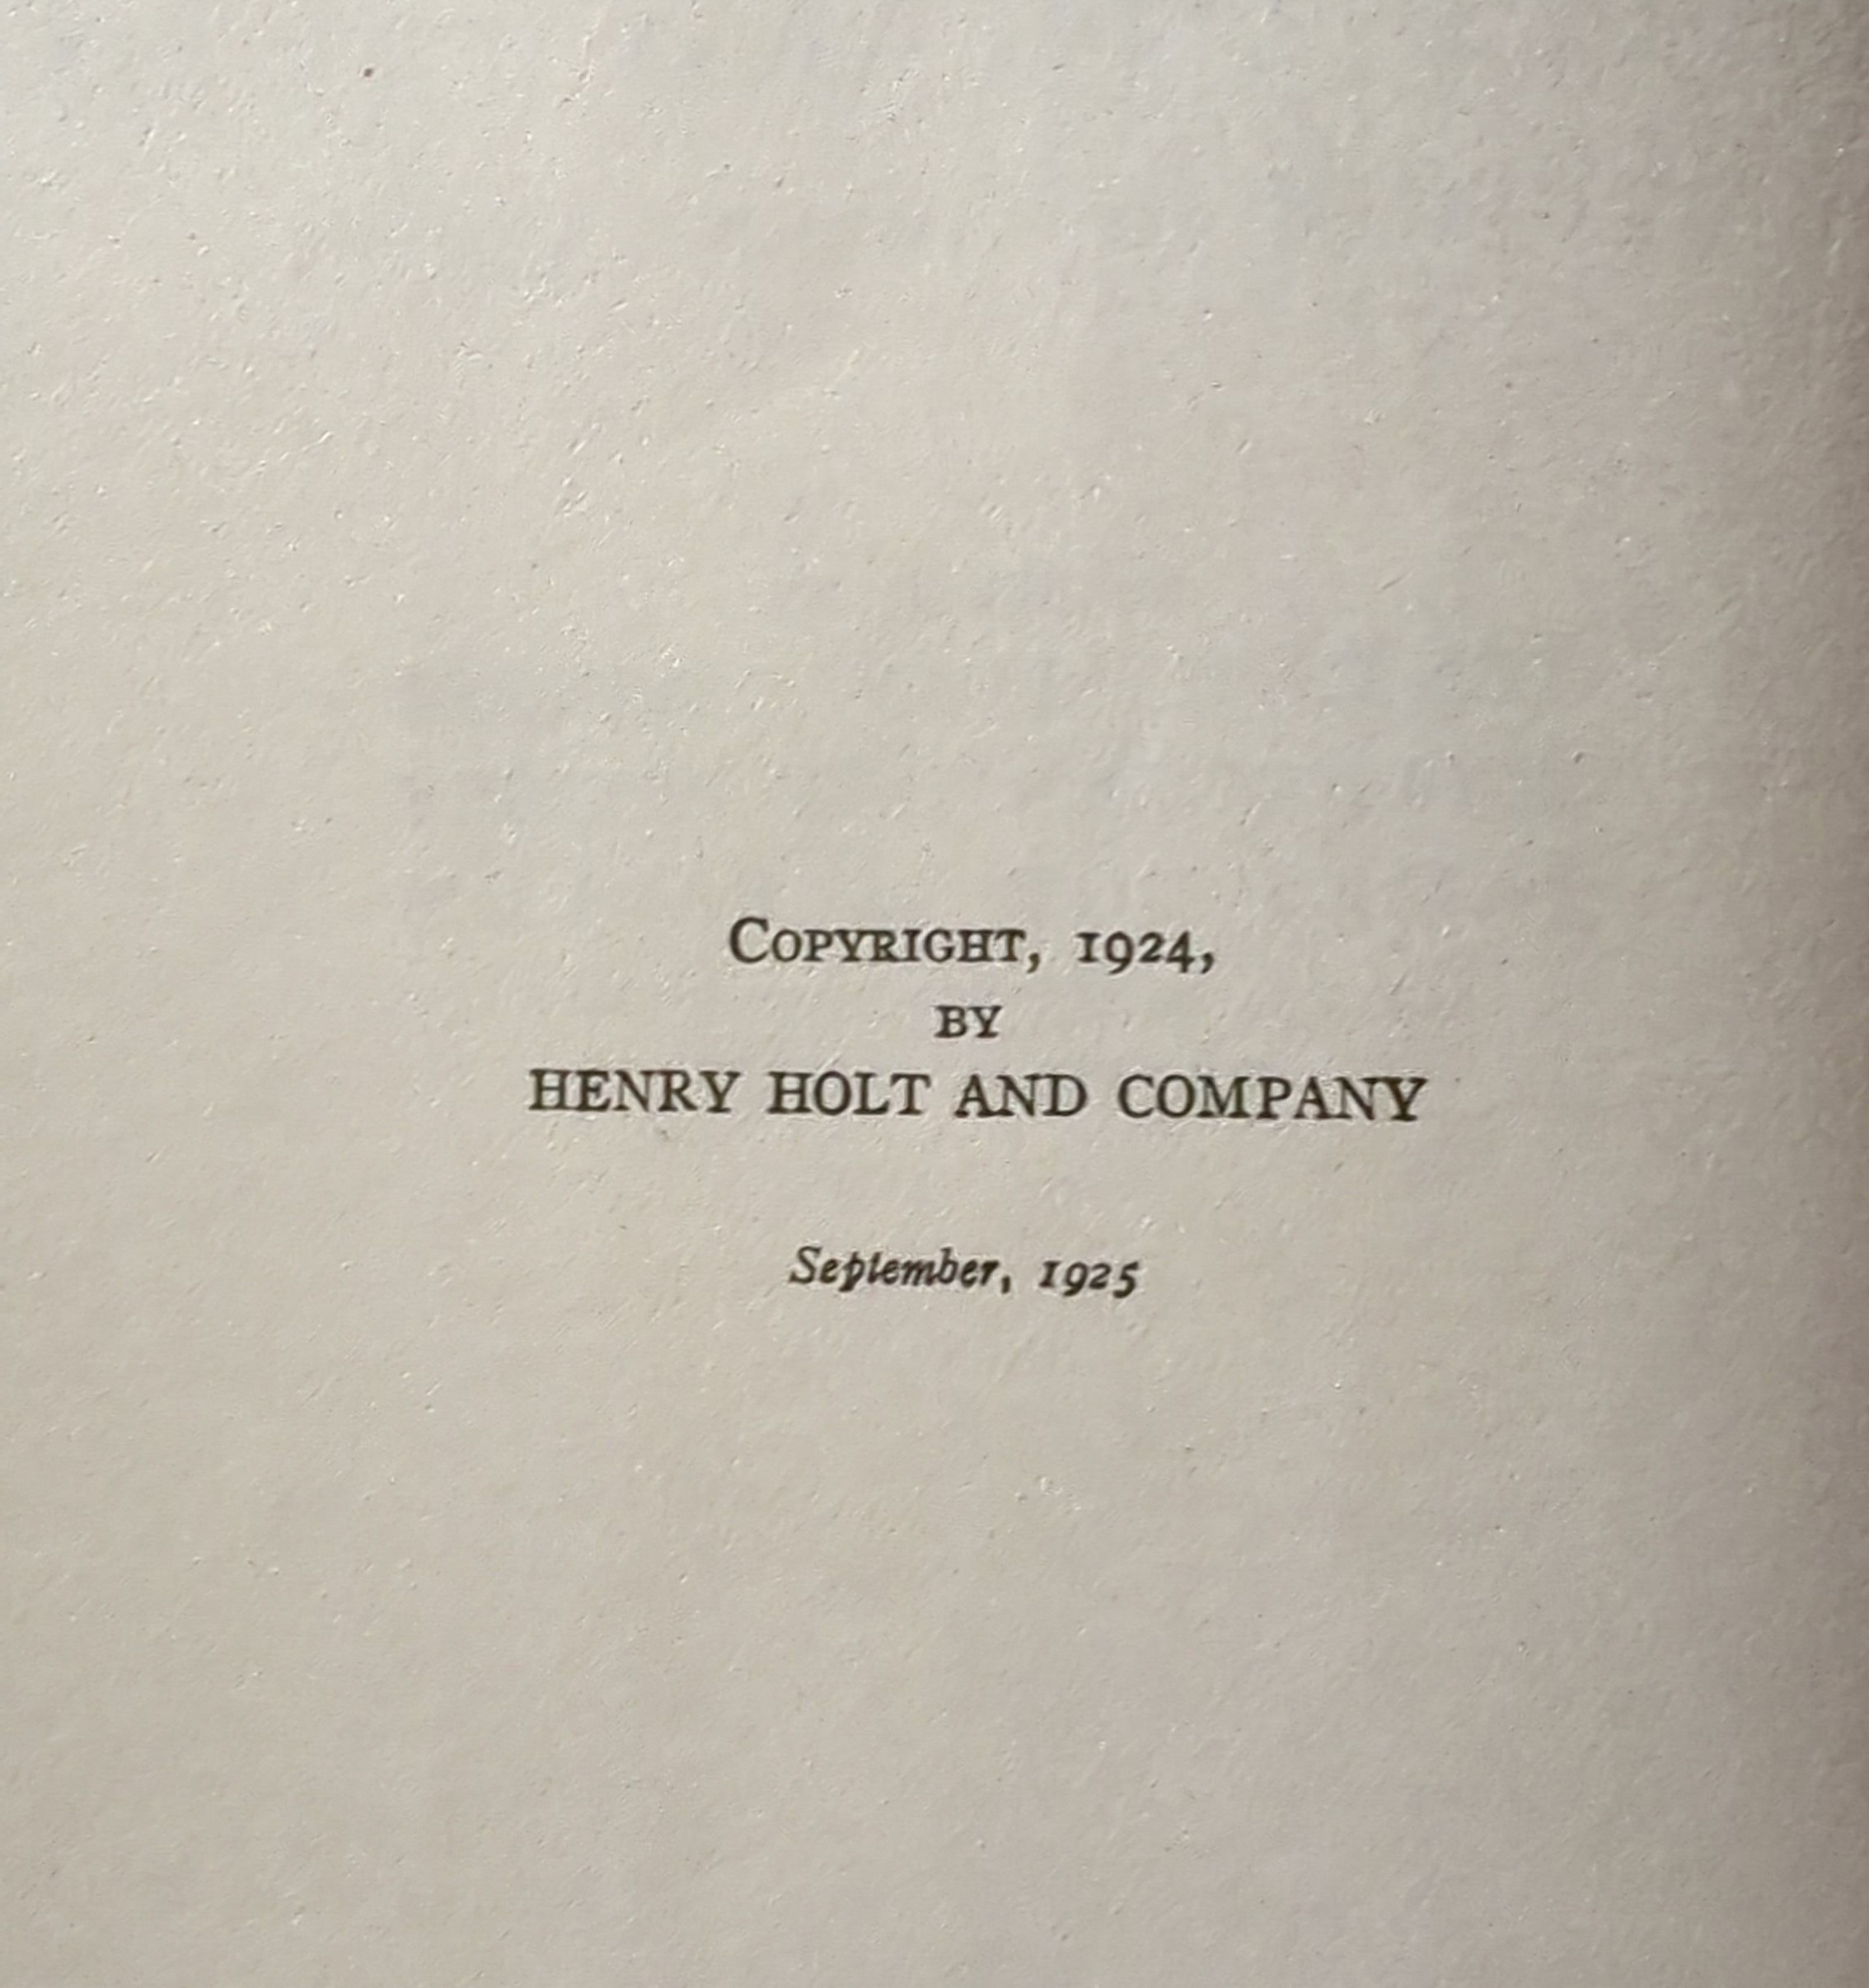 Copyright, 1924,
BY
HENRY HOLT AND COMPANY
September, 1925